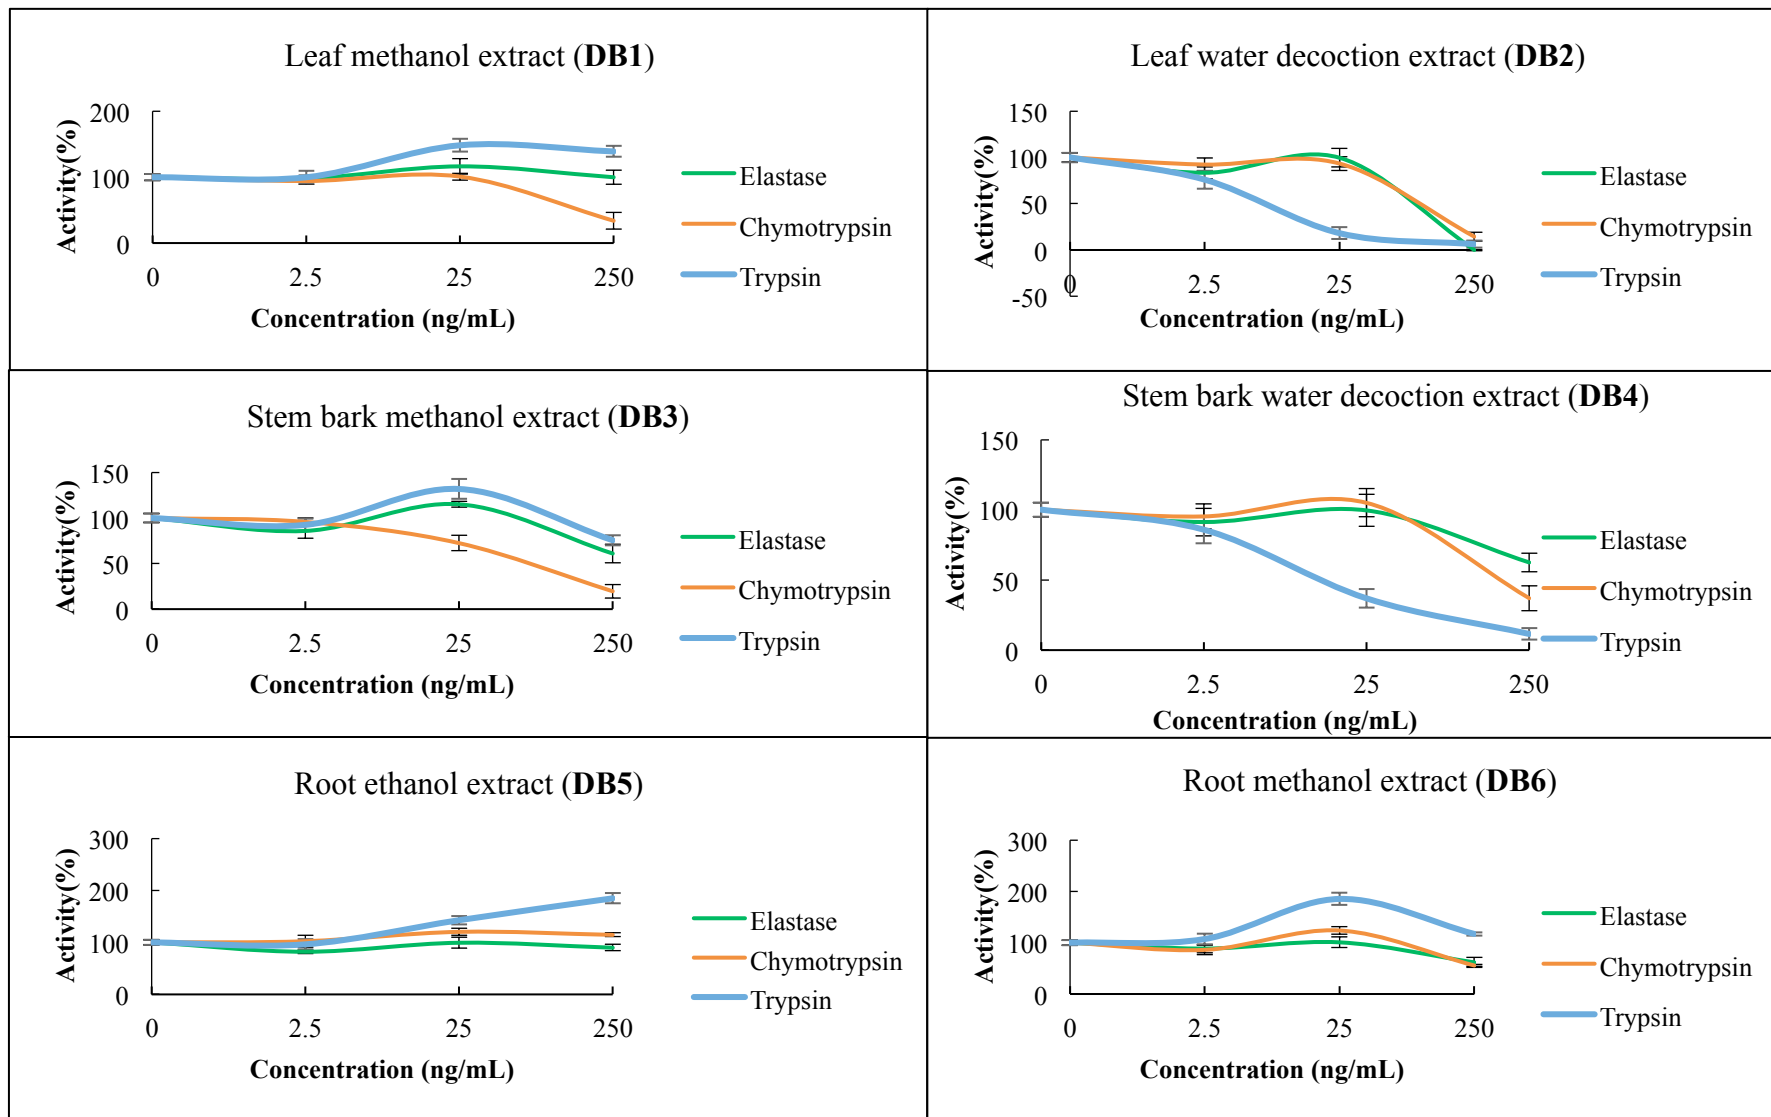 Leaf methanol extract (DB1)
Activity(%)
200
100
0
0 2.5 25 250
Concentration (ng/mL)
Elastase
Chymotrypsin
Trypsin
Leaf water decoction extract (DB2)
Activity(%)
150
100
50
0
-50
0 2.5 25 250
Concentration (ng/mL)
Elastase
Chymotrypsin
Trypsin
Stem bark methanol extract (DB3)
Activity(%)
150
100
50
0
0 2.5 25 250
Concentration (ng/mL)
Elastase
Chymotrypsin
Trypsin
Stem bark water decoction extract (DB4)
Activity(%)
150
100
50
0
0 2.5 25 250
Concentration (ng/mL)
Elastase
Chymotrypsin
Trypsin
Root ethanol extract (DB5)
Activity(%)
300
200
100
0
0 2.5 25 250
Concentration (ng/mL)
Elastase
Chymotrypsin
Trypsin
Root methanol extract (DB6)
Activity(%)
300
200
100
0
0 2.5 25 250
Concentration (ng/mL)
Elastase
Chymotrypsin
Trypsin